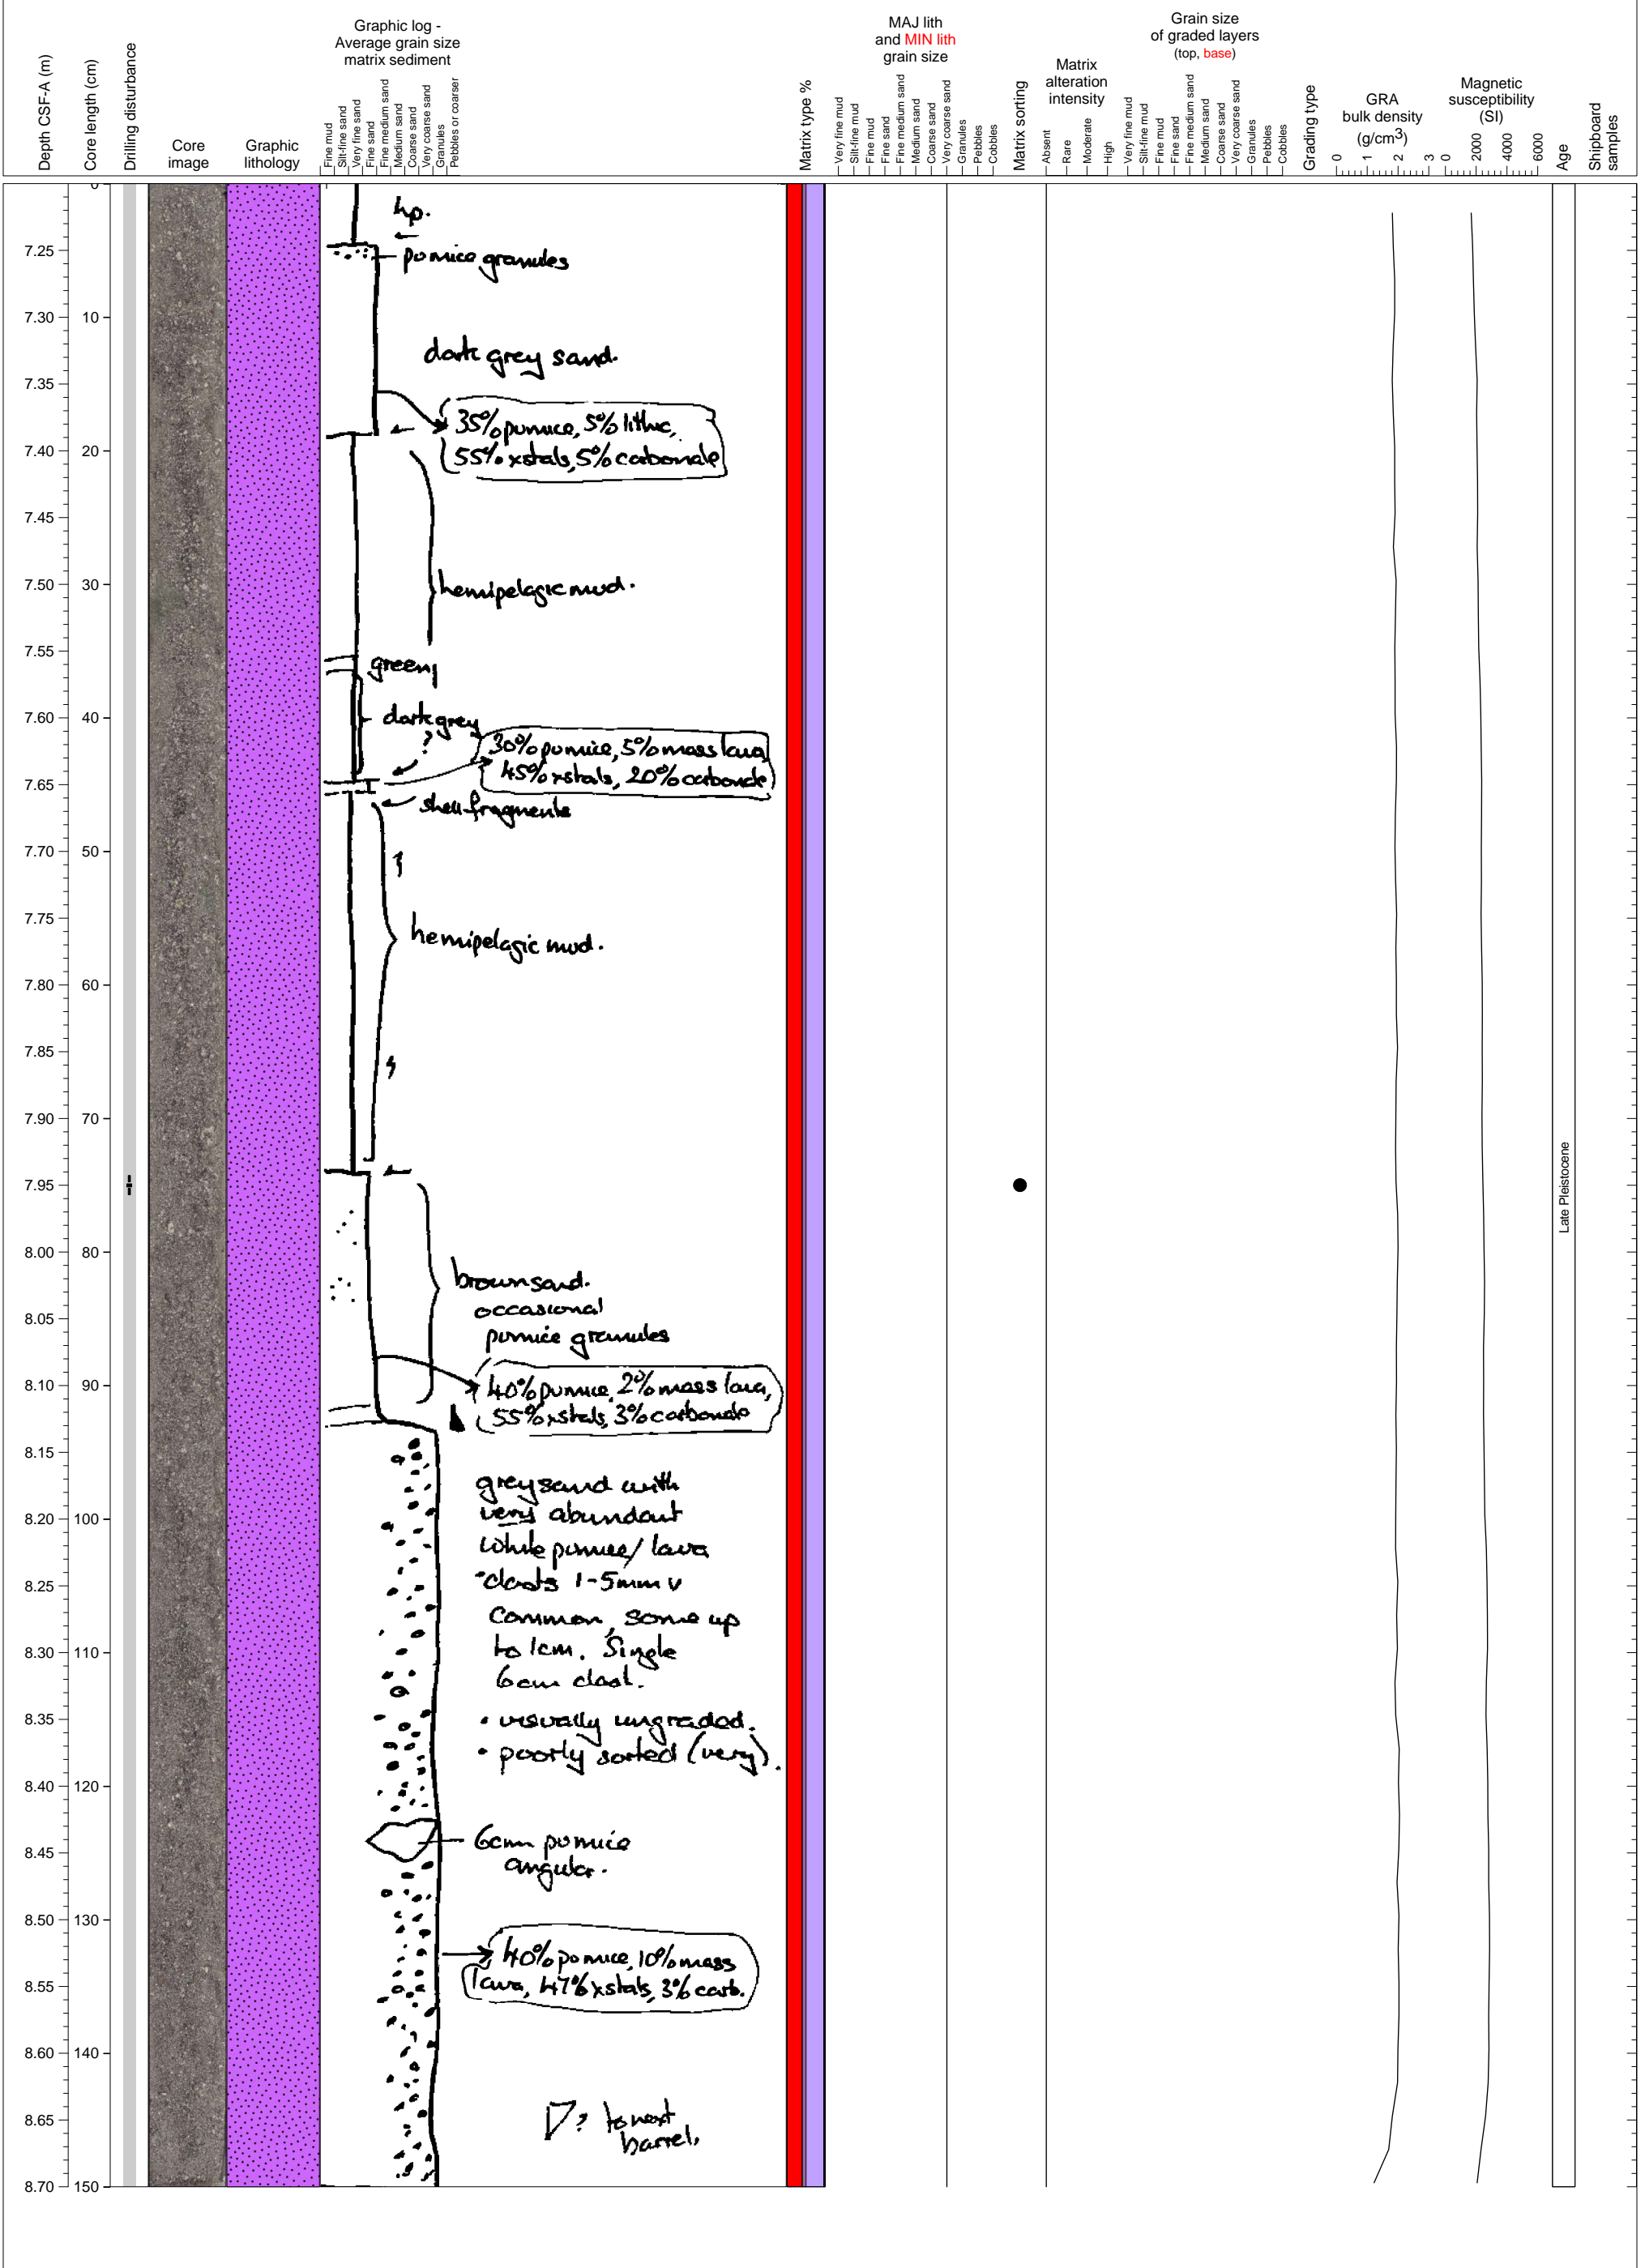 Depth CSF-A (m)
Core length (cm)
Drilling disturbance
Core
image
Graphic
lithology
Graphic log -
Average grain size
matrix sediment
Fine mud
Silt-fine sand
Very fine sand
Fine sand
Fine medium sand
Medium sand
Coarse sand
Very coarse sand
Granules
Pebbles or coarser
Matrix type %
MAJ lith
and MIN lith
grain size
Very fine mud
Silt-fine mud
Fine mud
Fine sand
Fine medium sand
Medium sand
Coarse sand
Very coarse sand
Granules
Pebbles
Cobbles
Matrix sorting
Matrix
alteration
intensity
Absent
Rare
Moderate
High
Grain size
of graded layers
(top, base)
Very fine mud
Silt-fine mud
Fine mud
Fine sand
Fine medium sand
Medium sand
Coarse sand
Very coarse sand
Granules
Pebbles
Cobbles
Grading type
GRA
bulk density
(g/cm3)
0 1 2 3
Magnetic
susceptibility
(SI)
0 2000 4000 6000
Age
Shipboard
samples
0
7.25
7.30 10
7.35
7.40 20
7.45
7.50 30
7.55
7.60 40
7.65
7.70 50
7.75
7.80 60
7.85
7.90 70
7.95
8.00 80
8.05
8.10 90
8.15
8.20 100
8.25
8.30 110
8.35
8.40 120
8.45
8.50 130
8.55
8.60 140
8.65
8.70 150
hp.
pumice granules
dark grey sand.
35% pumice, 5% lithic,
55% xstals, 5% carbonate
hemipelagic mud.
green
dark grey
?
30% pumice, 5% mass lava
45% xstals, 20% carbonate
shell fragments
hemipelagic mud.
brown sand.
occasional
pumice granules
40% pumice, 2% mass lava,
55% xstals, 3% carbonate
grey sand with
very abundant
white pumice/lava
clasts 1-5mm v
common, some up
to 1cm. Single
6cm clast.
• visually ungraded.
• poorly sorted (very).
6cm pumice
angular.
40% pumice, 10% mass
lava, 47% xstals, 3% carb.
? to next
barrel.
Late Pleistocene